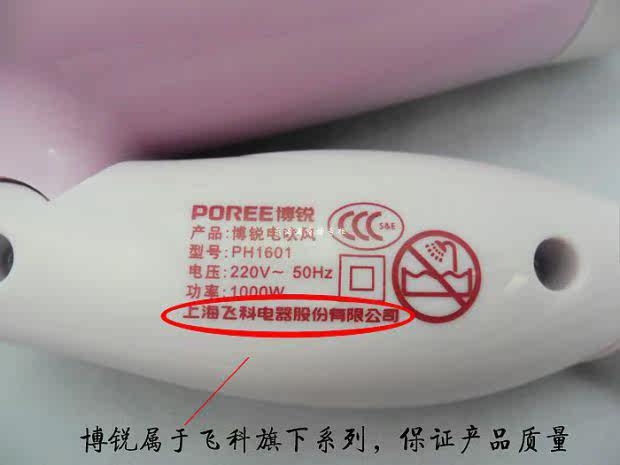 POREE博锐
CCC S&E
产品：博锐电吹风
型号：PH1601
电压：220V～ 50Hz
功率：1000W
上海飞科电器股份有限公司
博锐属于飞科旗下系列，保证产品质量